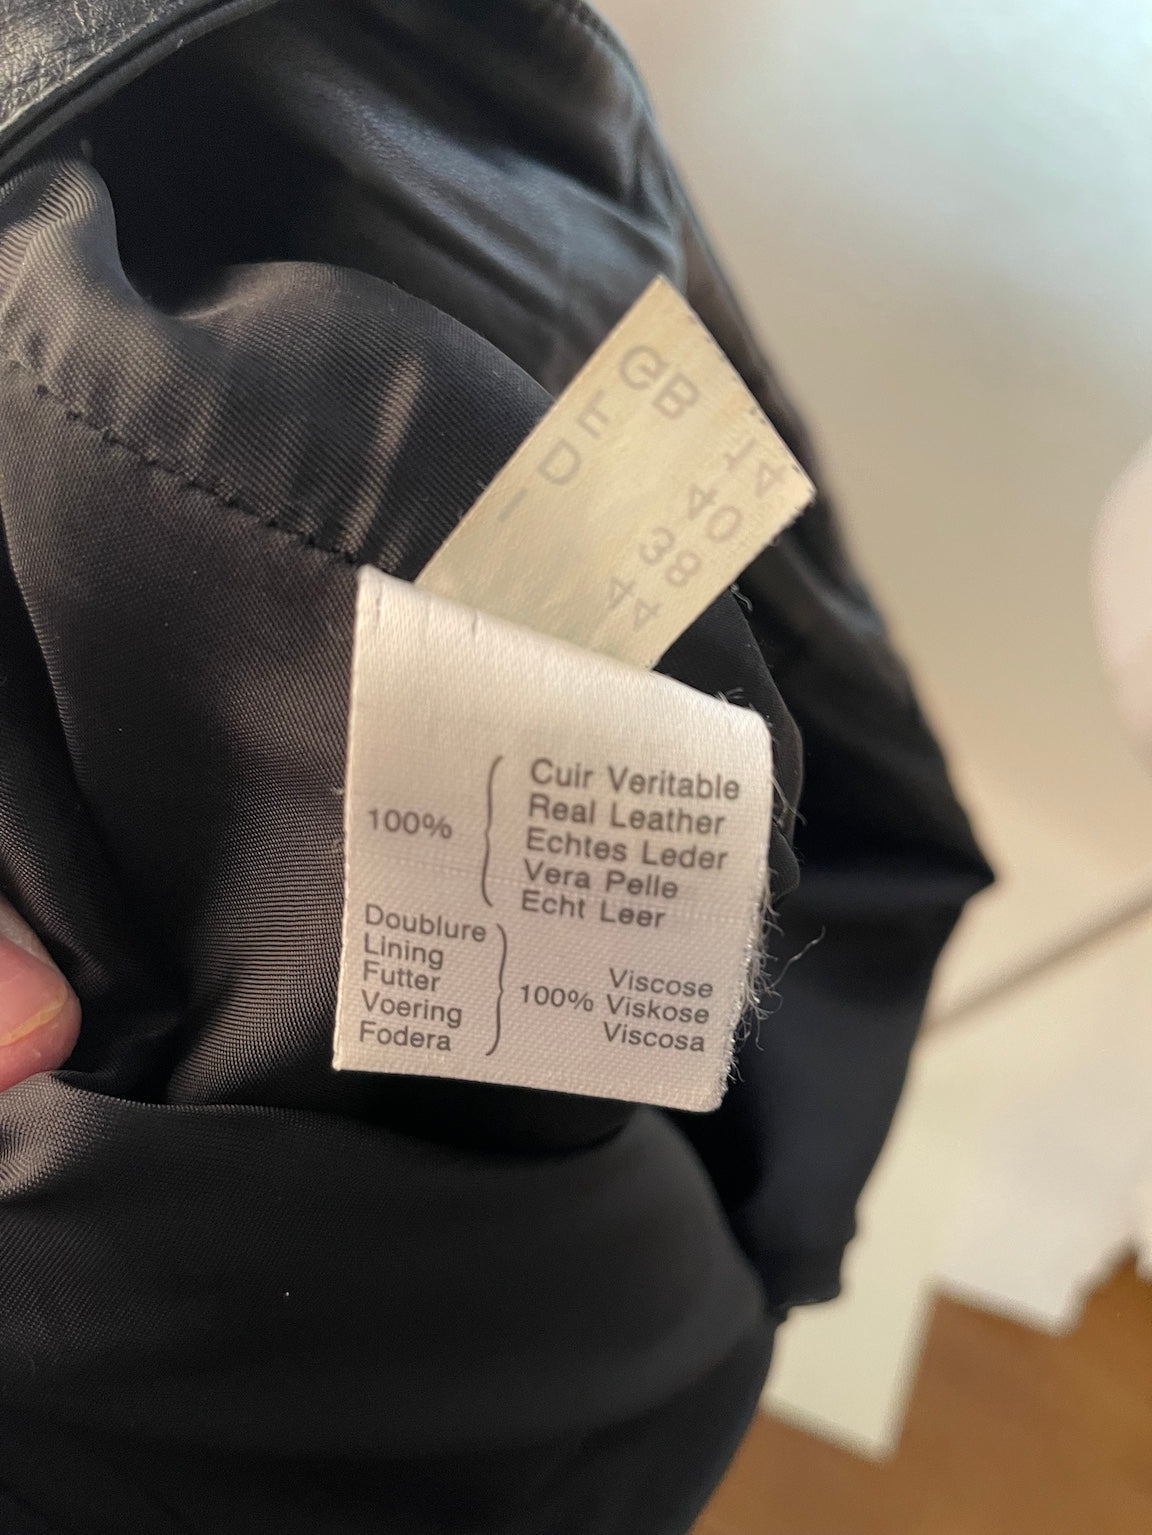 GB 14
F 40
D 38
I 44
100%
Cuir Veritable
Real Leather
Echtes Leder
Vera Pelle
Echt Leer
Doublure
Lining
Futter
Voering
Fodera
100%
Viscose
Viskose
Viscosa